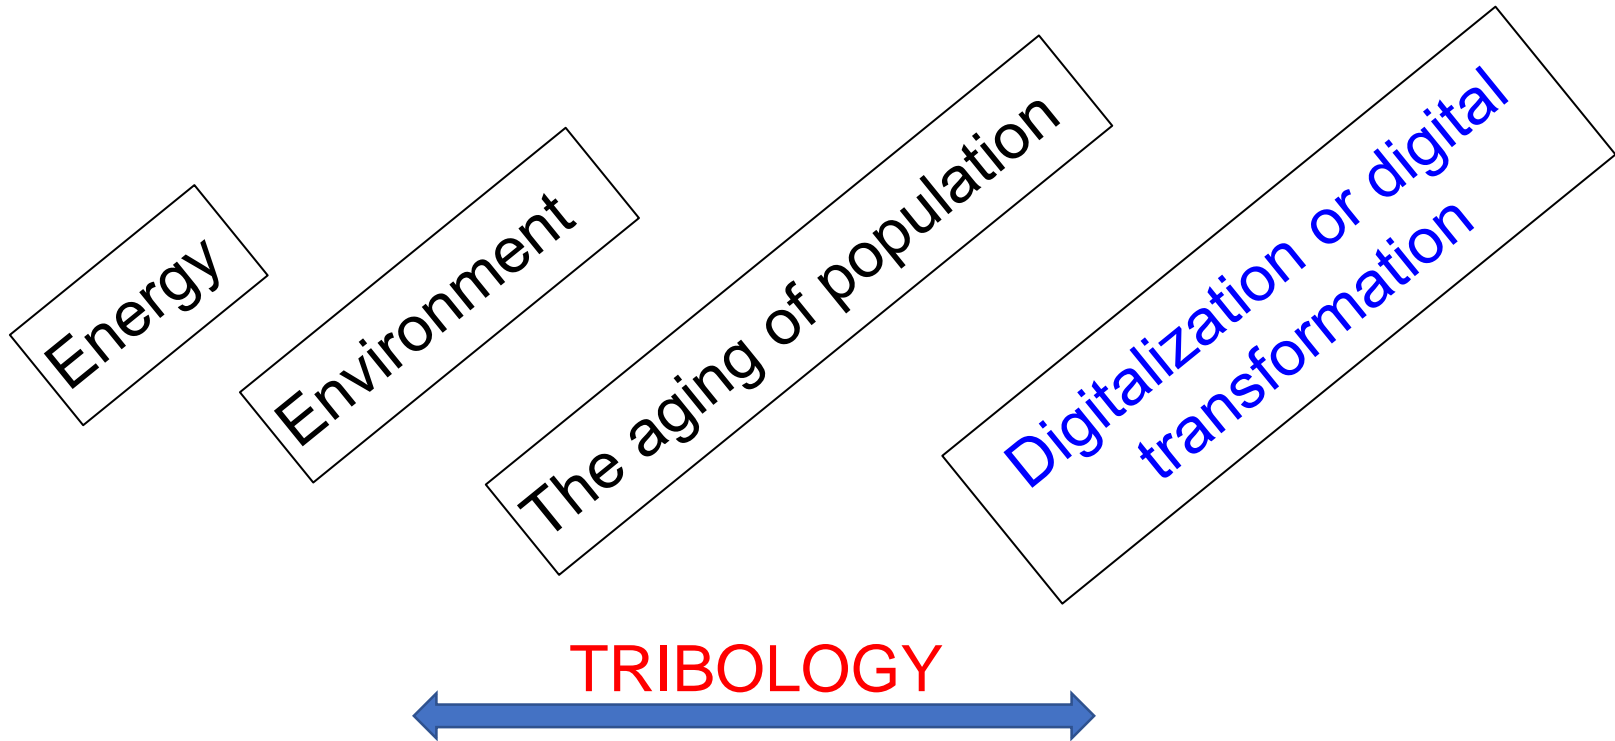 Energy
Environment
The aging of population
Digitalization or digital
transformation
TRIBOLOGY